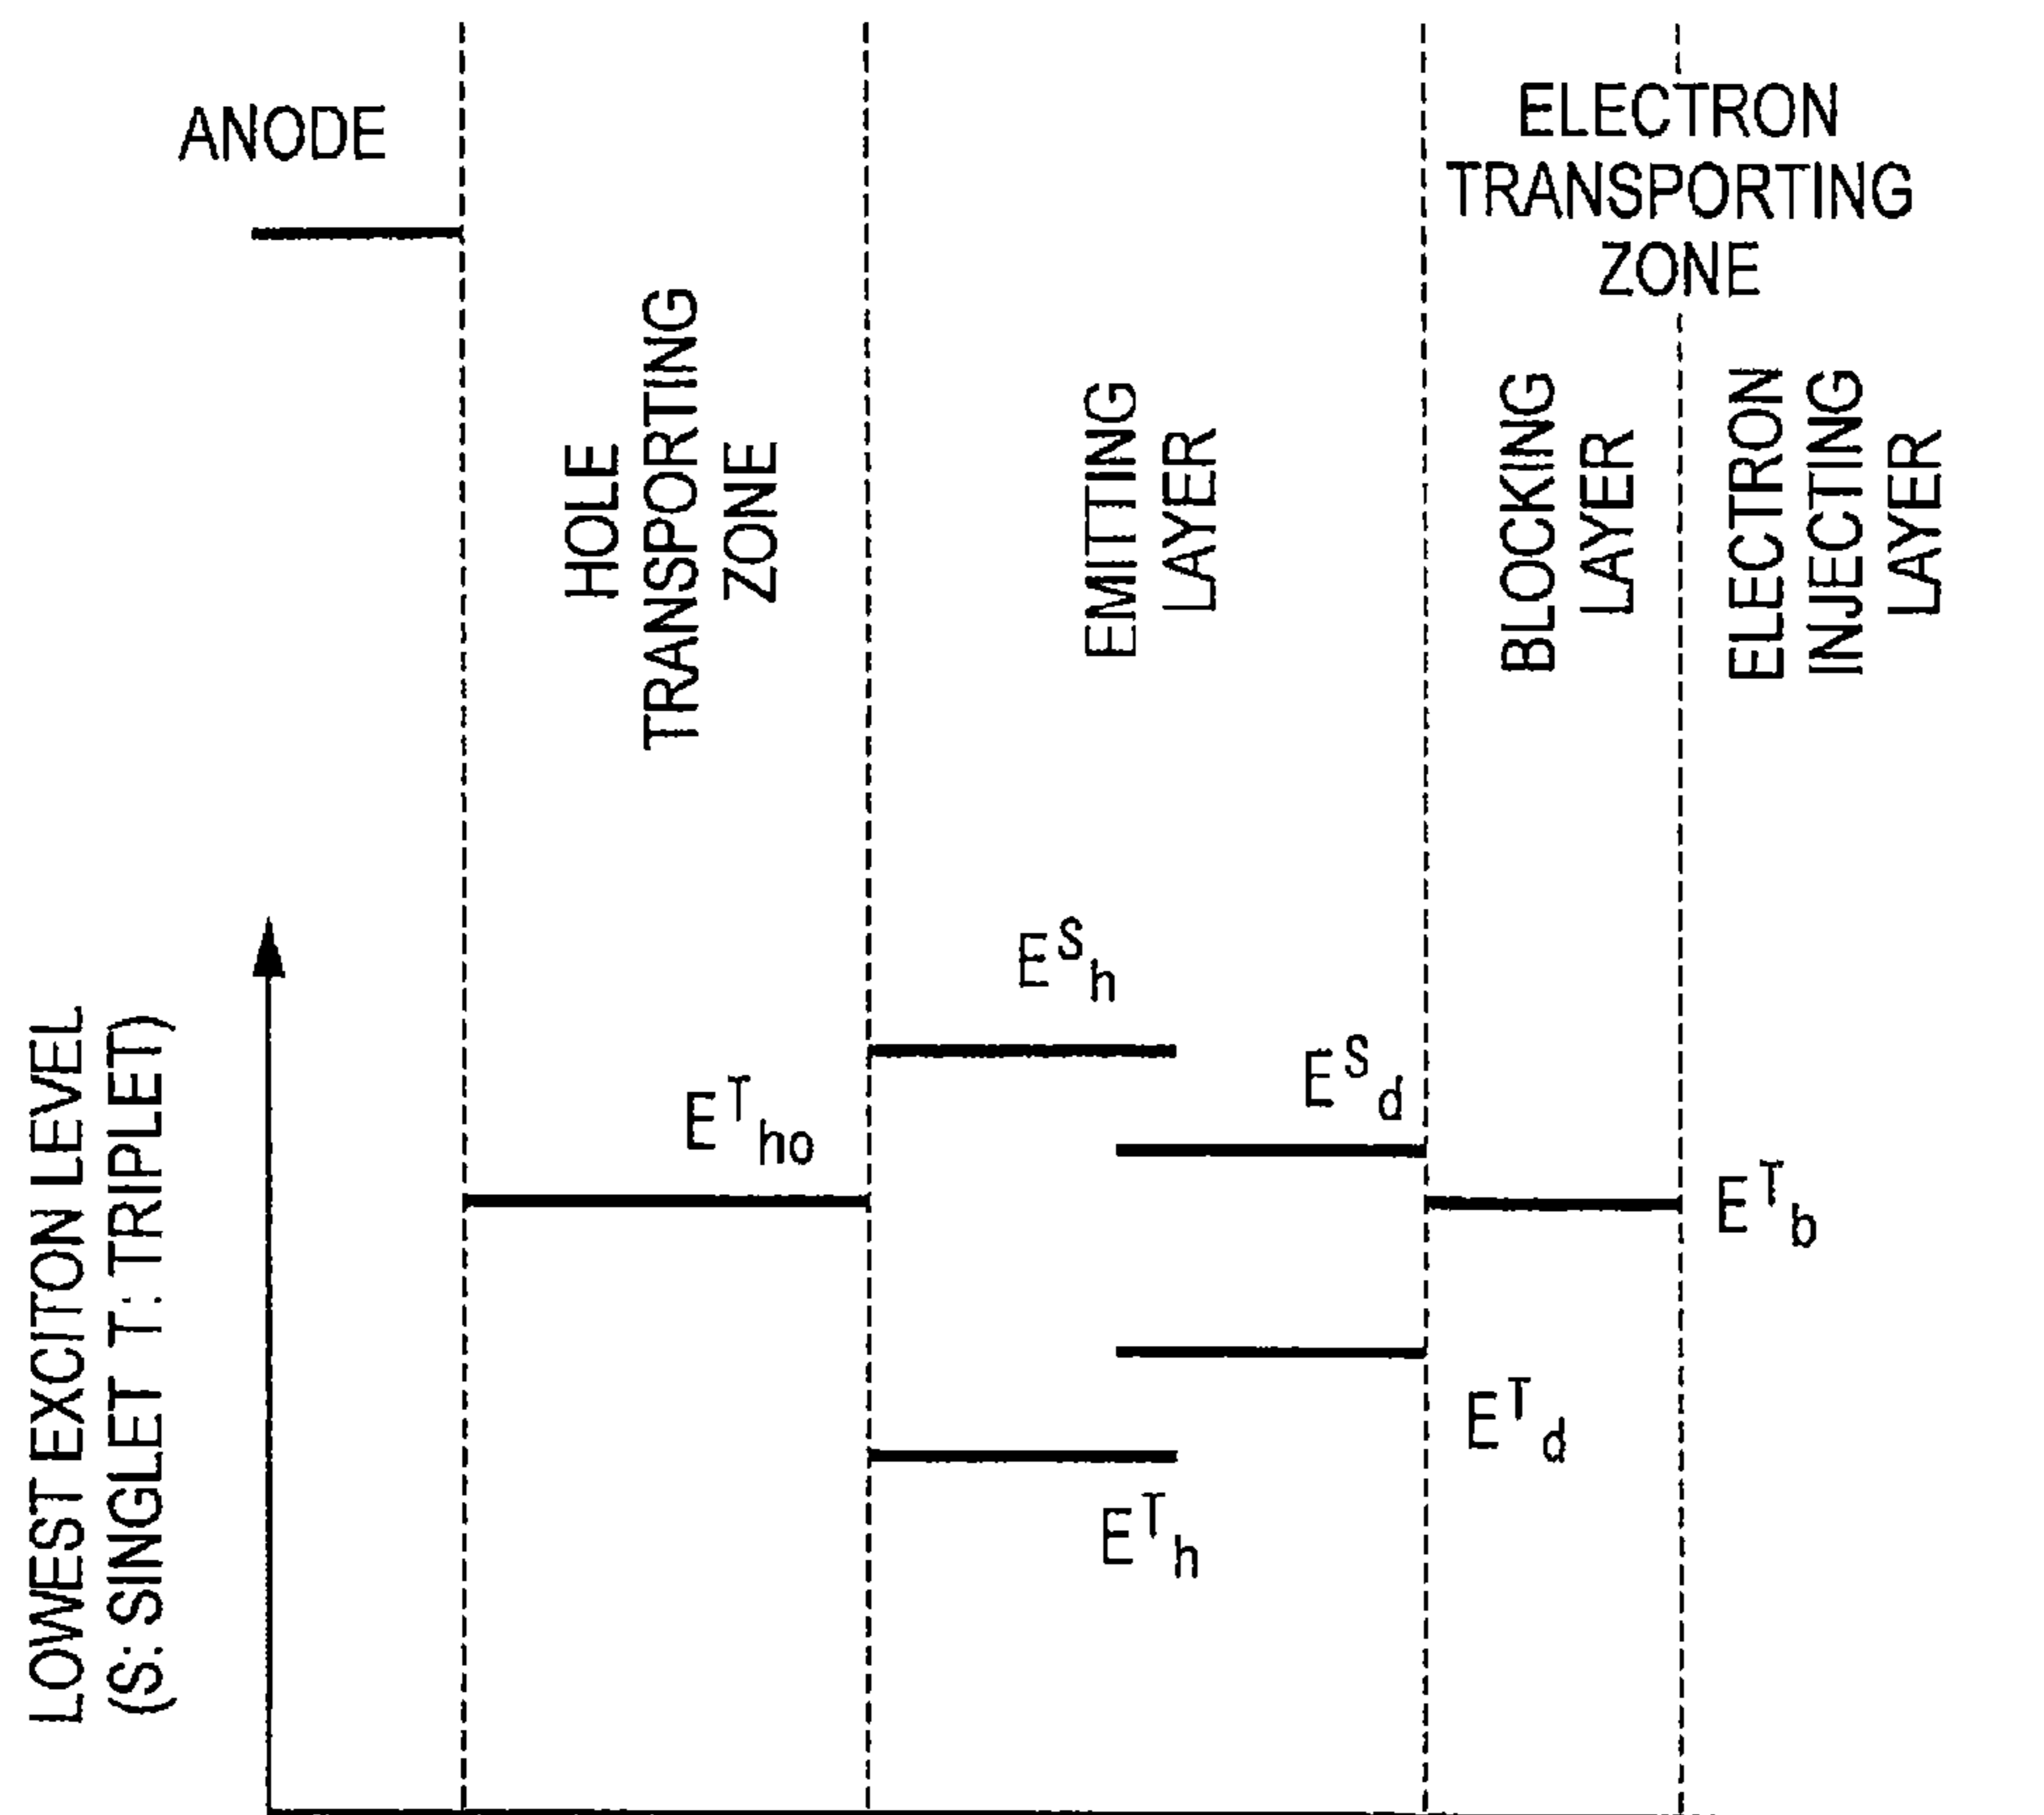 ANODE
HOLE
TRANSPORTING
ZONE
EMITTING
LAYER
ELECTRON
TRANSPORTING
ZONE
BLOCKING
LAYER
ELECTRON
INJECTING
LAYER
LOWEST EXCITON LEVEL
(S: SINGLET T: TRIPLET)
E^S_h
E^S_d
E^T_ho
E^T_b
E^T_d
E^T_h